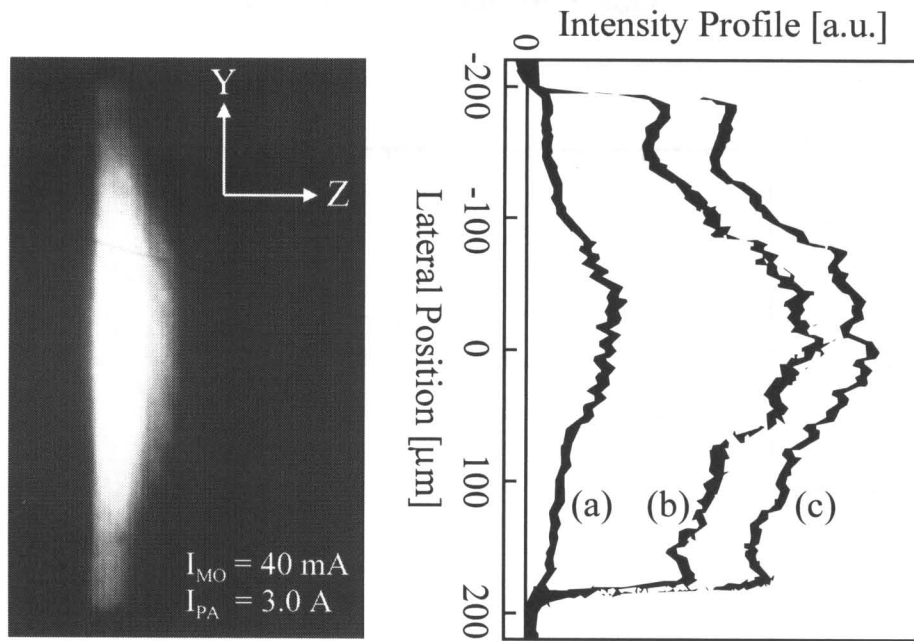 Y
Z
I_MO = 40 mA
I_PA = 3.0 A
Intensity Profile [a.u.]
0
-200
-100
0
100
200
Lateral Position [μm]
(a)
(b)
(c)